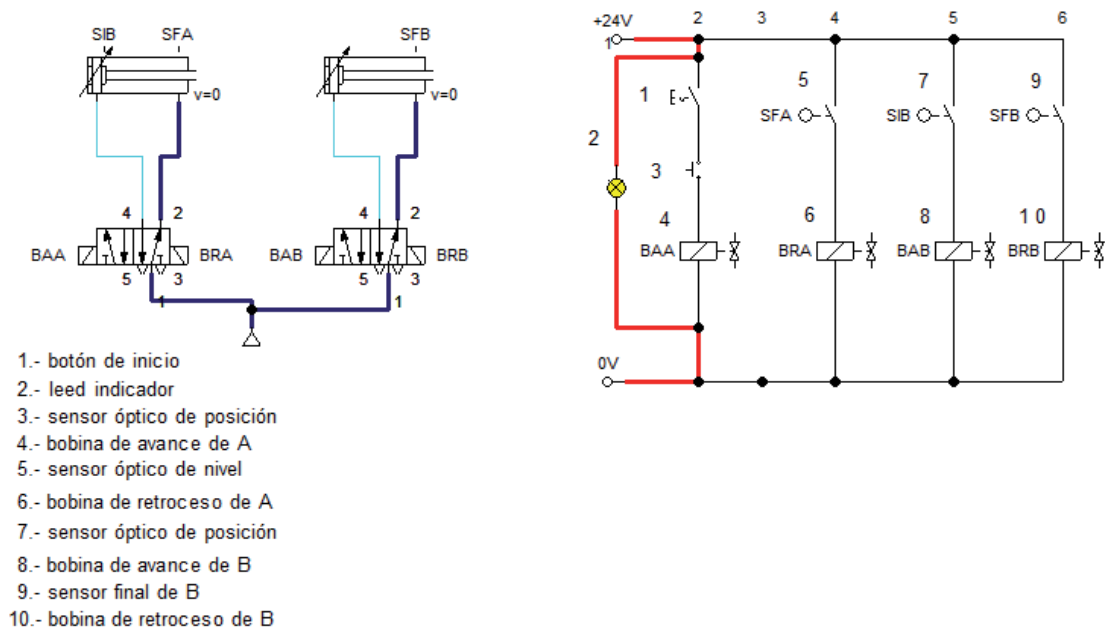 SIB SFA
v=0
4 2
BAA BRA
5 3
1
SFB
v=0
4 2
BAB BRB
5 3
1
1.- botón de inicio
2.- leed indicador
3.- sensor óptico de posición
4.- bobina de avance de A
5.- sensor óptico de nivel
6.- bobina de retroceso de A
7.- sensor óptico de posición
8.- bobina de avance de B
9.- sensor final de B
10.- bobina de retroceso de B
+24V 2 3 4 5 6
1
1 5 7 9
SFA SIB SFB
2
3
4 6 8 1 0
BAA BRA BAB BRB
0V